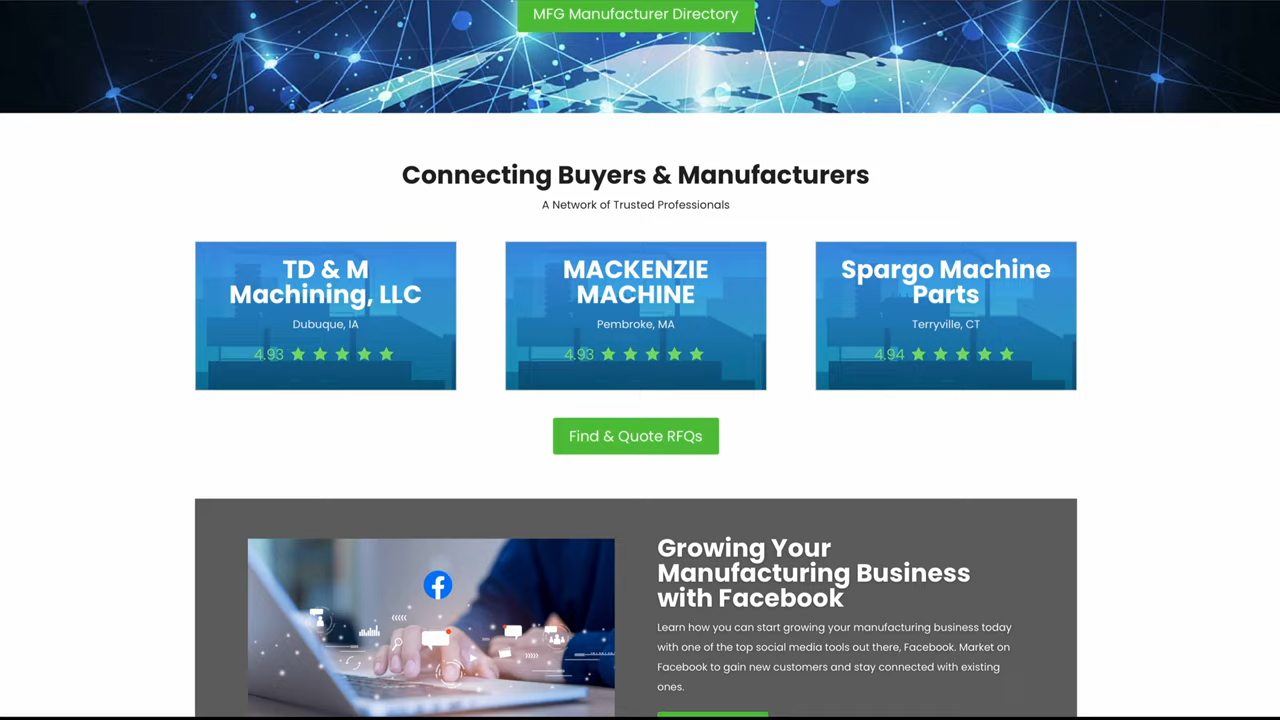 MFG Manufacturer Directory
Connecting Buyers & Manufacturers
A Network of Trusted Professionals
TD & M
Machining, LLC
Dubuque, IA
4.93
MACKENZIE
MACHINE
Pembroke, MA
4.93
Spargo Machine
Parts
Terryville, CT
4.94
Find & Quote RFQs
Growing Your
Manufacturing Business
with Facebook
Learn how you can start growing your manufacturing business today
with one of the top social media tools out there, Facebook. Market on
Facebook to gain new customers and stay connected with existing
ones.